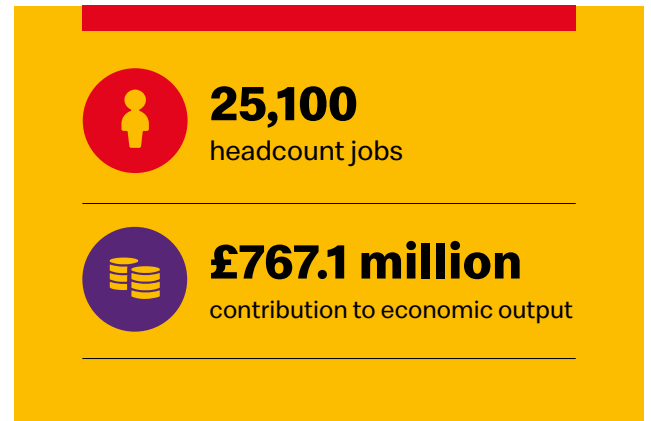 25,100
headcount jobs
£767.1 million
contribution to economic output